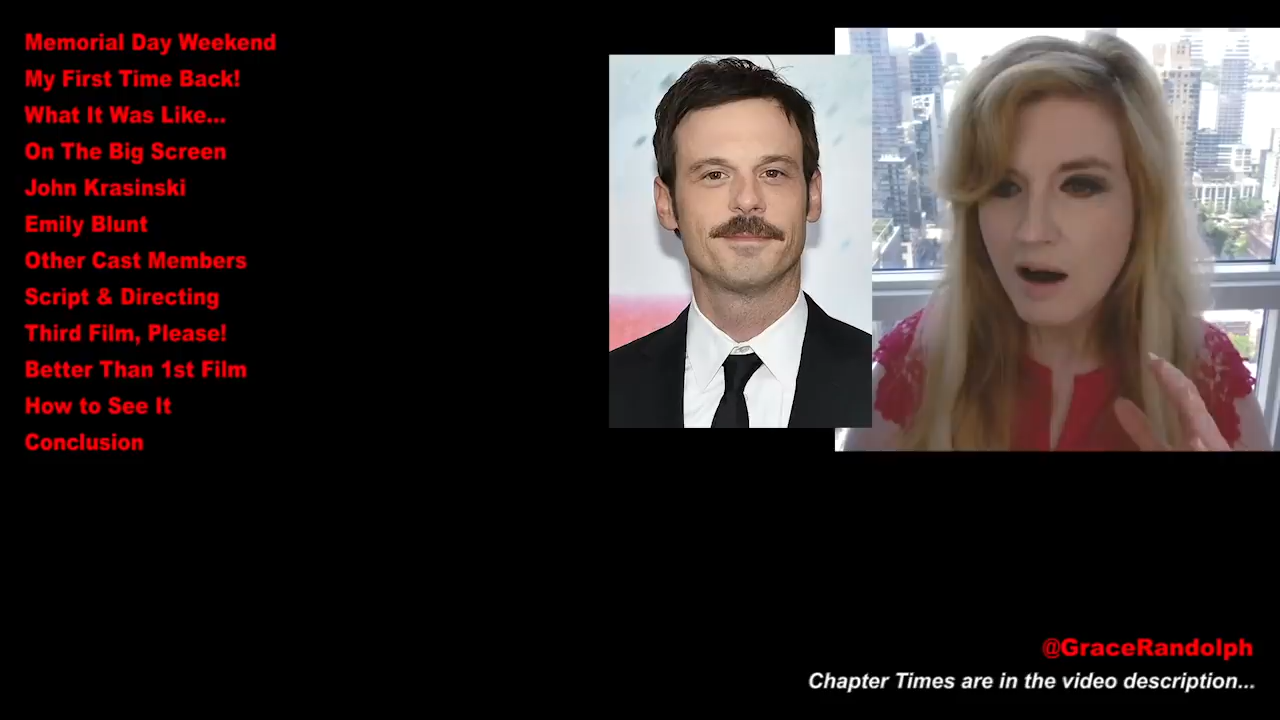 Memorial Day Weekend
My First Time Back!
What It Was Like...
On The Big Screen
John Krasinski
Emily Blunt
Other Cast Members
Script & Directing
Third Film, Please!
Better Than 1st Film
How to See It
Conclusion
@GraceRandolph
Chapter Times are in the video description...